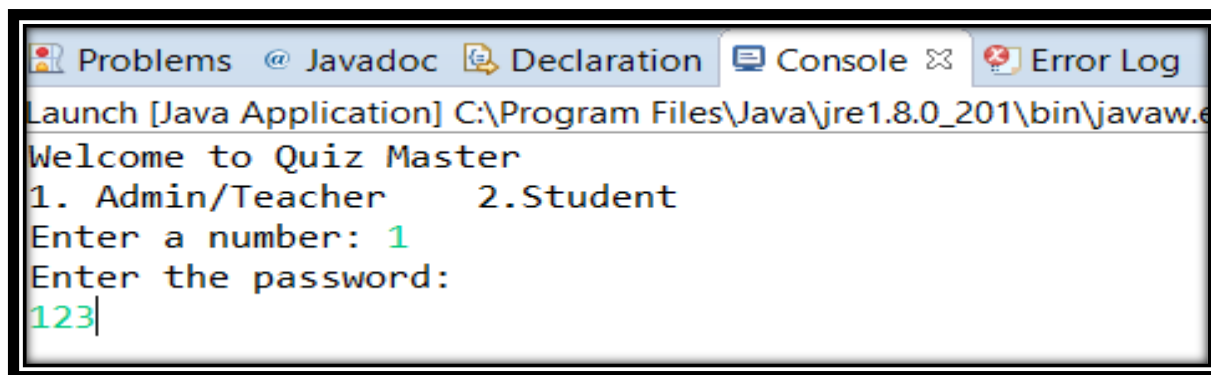 Problems @ Javadoc Declaration Console Error Log
Launch [Java Application] C:\Program Files\Java\jre1.8.0_201\bin\javaw.e
Welcome to Quiz Master
1. Admin/Teacher    2.Student
Enter a number: 1
Enter the password:
123